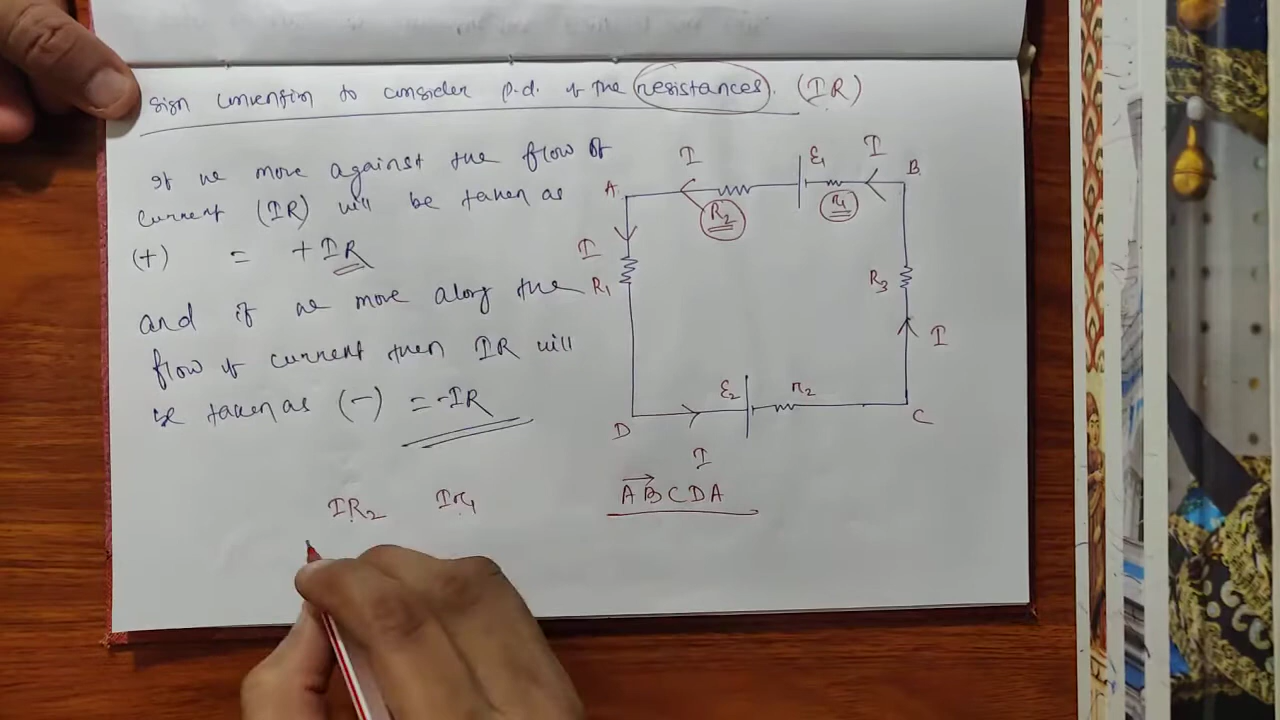 Sign convention to consider p.d. of the resistances. (IR)
If we move against the flow of
current (IR) will be taken as
(+) = +IR
and if we move along the
flow of current then IR will
be taken as (-) = -IR
IR₂ Ir₁
I ε₁ I B
A R₂ r₁
I R₁ R₃
I
ε₂ r₂
D C
I
ABCDA